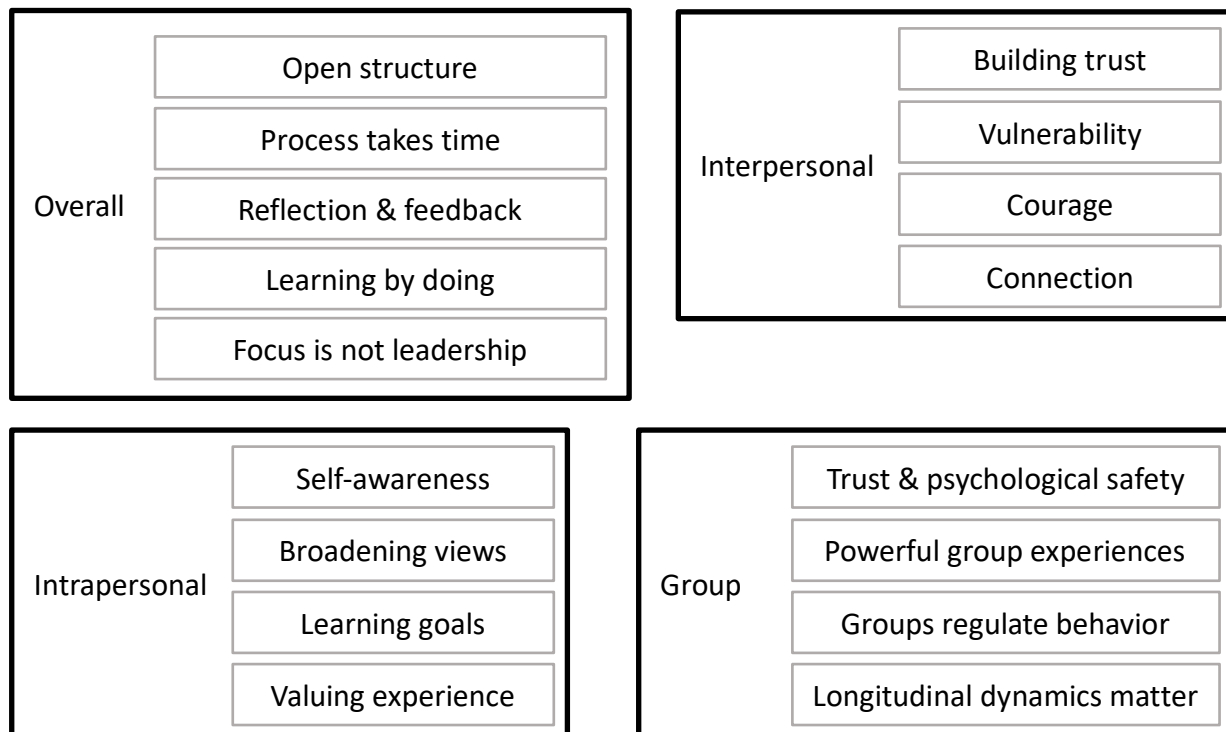 Overall
Open structure
Process takes time
Reflection & feedback
Learning by doing
Focus is not leadership
Interpersonal
Building trust
Vulnerability
Courage
Connection
Intrapersonal
Self-awareness
Broadening views
Learning goals
Valuing experience
Group
Trust & psychological safety
Powerful group experiences
Groups regulate behavior
Longitudinal dynamics matter